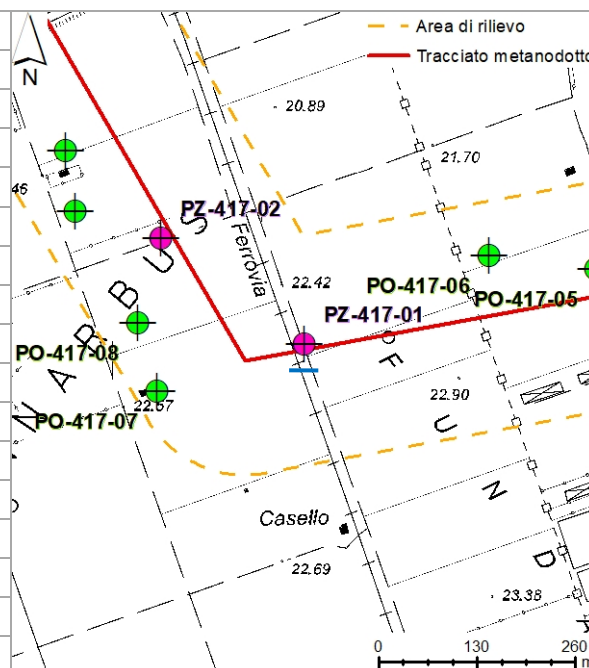 Area di rilievo
Tracciato metanodotto
N
20.89
21.70
46
PZ-417-02
Ferrovia
22.42
PO-417-06
PO-417-05
PZ-417-01
NARBUS
PO-417-08
22.67
PO-417-07
22.90
FUND
Casello
22.69
23.38
0 130 260
m